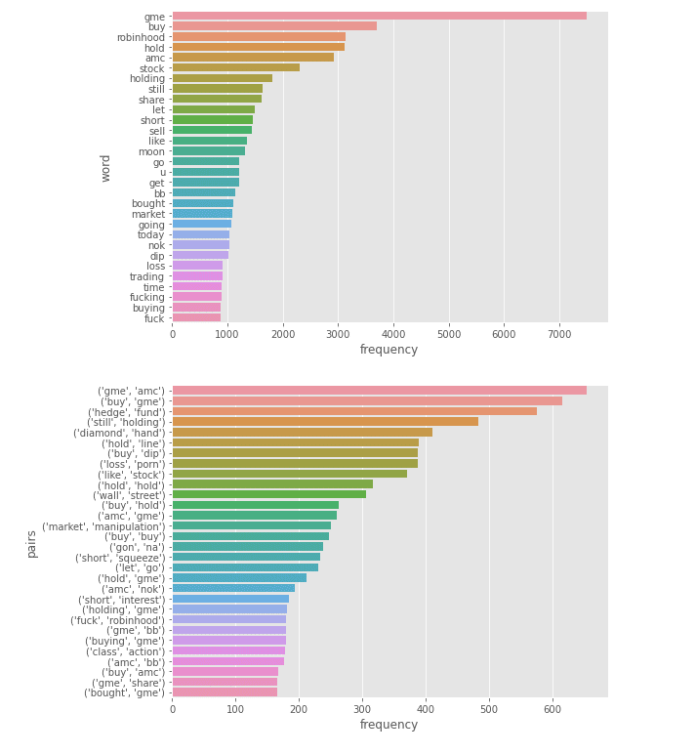 gme
buy
robinhood
hold
amc
stock
holding
still
share
let
short
sell
like
moon
go
u
get
bb
bought
market
going
today
nok
dip
loss
trading
time
fucking
buying
fuck
word
0 1000 2000 3000 4000 5000 6000 7000
frequency
('gme', 'amc')
('buy', 'gme')
('hedge', 'fund')
('still', 'holding')
('diamond', 'hand')
('hold', 'line')
('buy', 'dip')
('loss', 'porn')
('like', 'stock')
('hold', 'hold')
('wall', 'street')
('buy', 'hold')
('amc', 'gme')
('market', 'manipulation')
('buy', 'buy')
('gon', 'na')
('short', 'squeeze')
('let', 'go')
('hold', 'gme')
('amc', 'nok')
('short', 'interest')
('holding', 'gme')
('fuck', 'robinhood')
('gme', 'bb')
('buying', 'gme')
('class', 'action')
('amc', 'bb')
('buy', 'amc')
('gme', 'share')
('bought', 'gme')
pairs
0 100 200 300 400 500 600
frequency